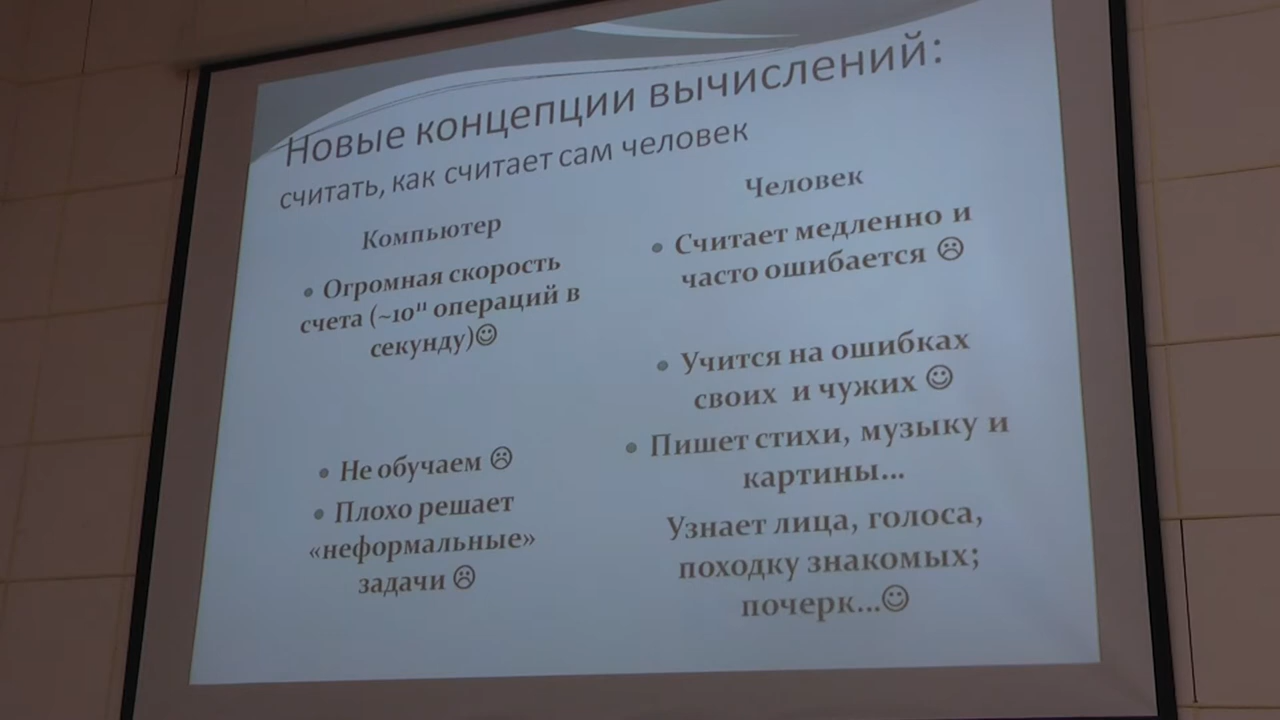 Новые концепции вычислений:
считать, как считает сам человек
Компьютер
• Огромная скорость
счета (~10¹¹ операций в
секунду)☺
• Не обучаем ☹
• Плохо решает
«неформальные»
задачи ☹
Человек
• Считает медленно и
часто ошибается ☹
• Учится на ошибках
своих и чужих ☺
• Пишет стихи, музыку и
картины...
Узнает лица, голоса,
походку знакомых;
почерк...☺